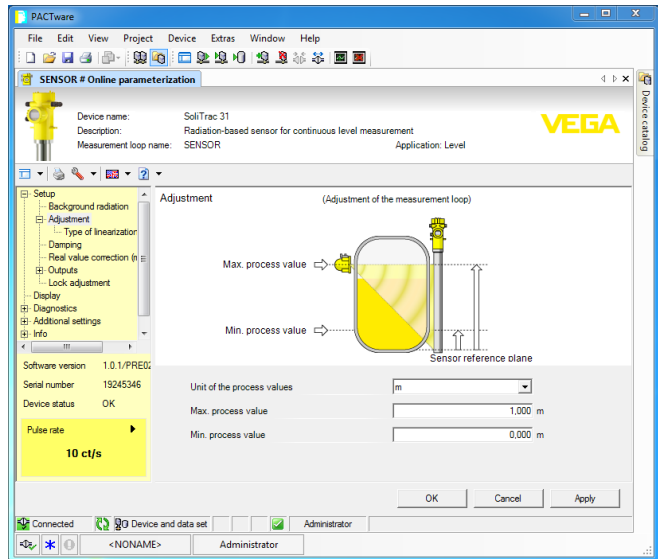 PACTware
File Edit View Project Device Extras Window Help
SENSOR # Online parameterization
Device catalog
Device name: SoliTrac 31
Description: Radiation-based sensor for continuous level measurement
Measurement loop name: SENSOR Application: Level
VEGA
Setup
Background radiation
Adjustment
Type of linearization
Damping
Real value correction (n
Outputs
Lock adjustment
Display
Diagnostics
Additional settings
Info
Software version 1.0.1/PRE02
Serial number 19245346
Device status OK
Pulse rate
10 ct/s
Adjustment (Adjustment of the measurement loop)
Max. process value
Min. process value
Sensor reference plane
Unit of the process values m
Max. process value 1,000 m
Min. process value 0,000 m
OK Cancel Apply
Connected Device and data set Administrator
<NONAME> Administrator